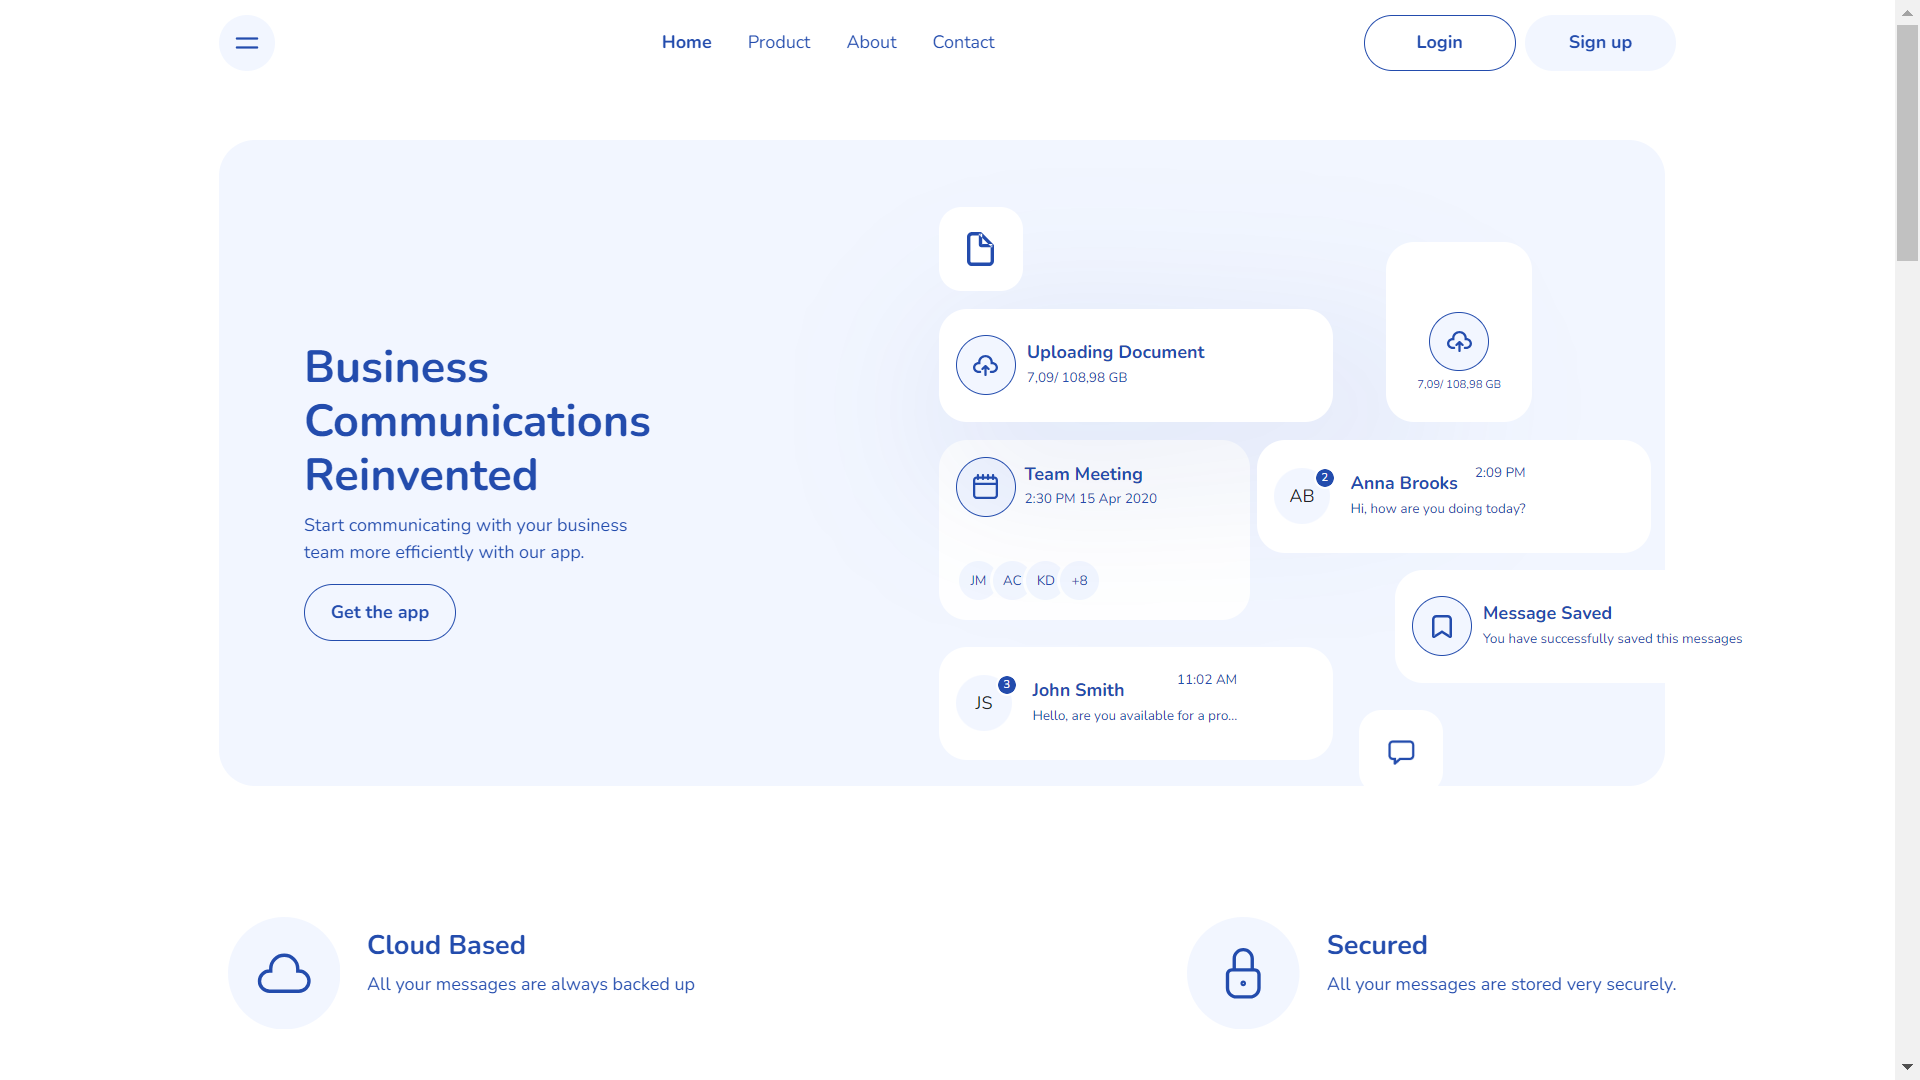 Home
Product
About
Contact
Login
Sign up
Business
Communications
Reinvented
Start communicating with your business
team more efficiently with our app.
Get the app
Uploading Document
7,09/ 108,98 GB
7,09/ 108,98 GB
Team Meeting
2:30 PM 15 Apr 2020
JM
AC
KD
+8
AB
2
Anna Brooks
2:09 PM
Hi, how are you doing today?
Message Saved
You have successfully saved this messages
JS
3
John Smith
11:02 AM
Hello, are you available for a pro...
Cloud Based
All your messages are always backed up
Secured
All your messages are stored very securely.